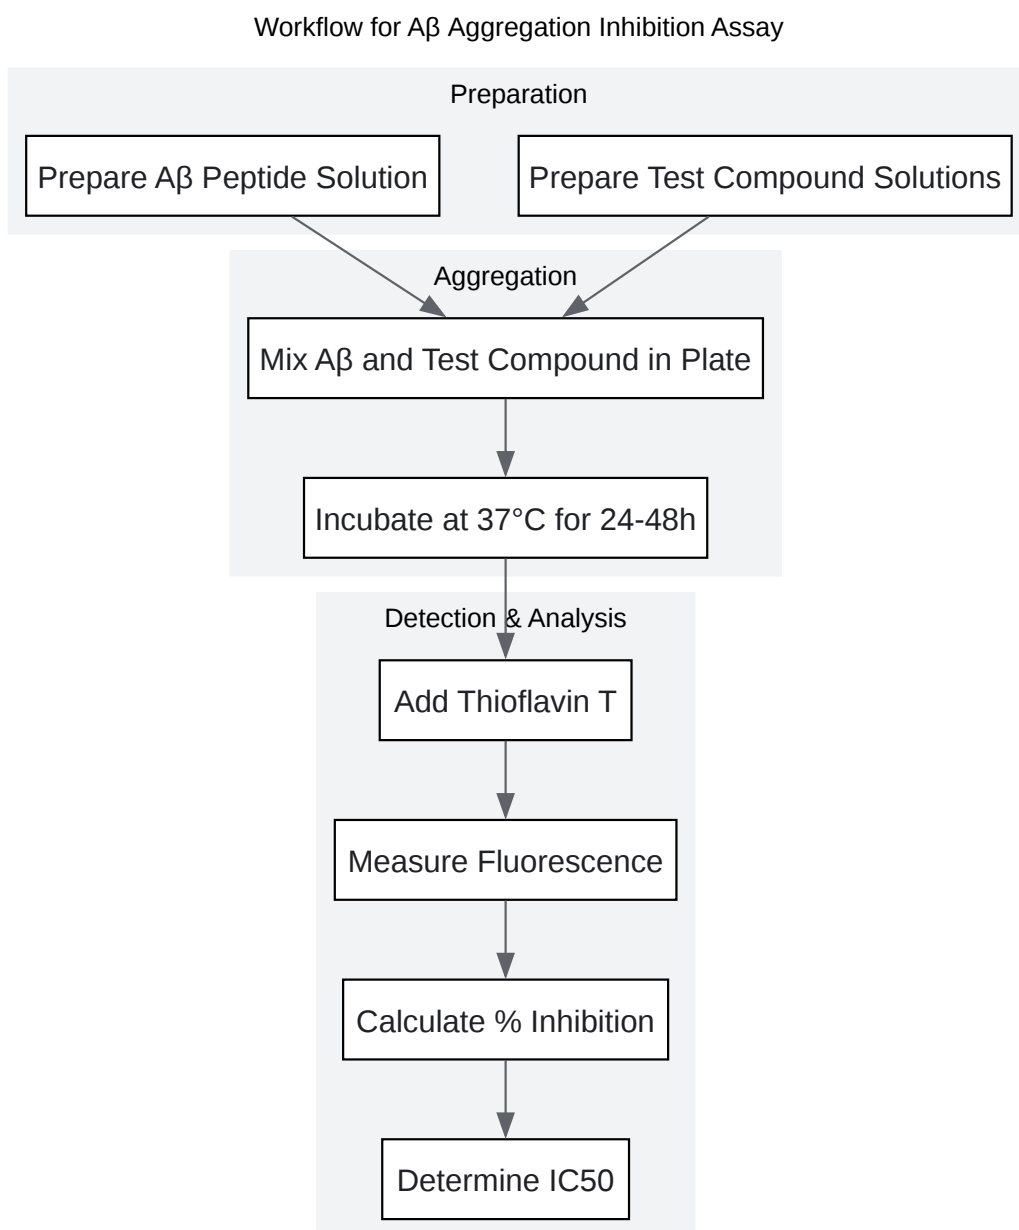 Workflow for Aβ Aggregation Inhibition Assay
Preparation
Prepare Aβ Peptide Solution
Prepare Test Compound Solutions
Aggregation
Mix Aβ and Test Compound in Plate
Incubate at 37°C for 24-48h
Detection & Analysis
Add Thioflavin T
Measure Fluorescence
Calculate % Inhibition
Determine IC50